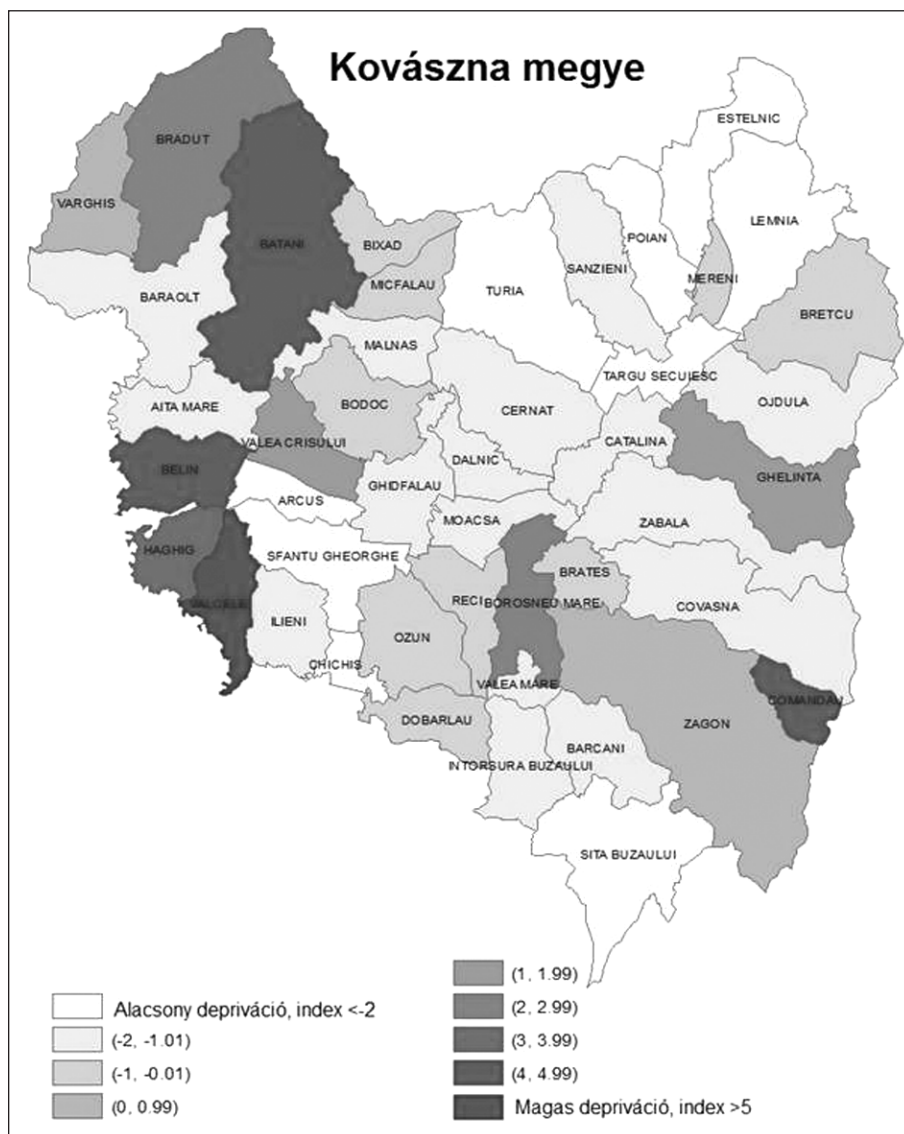 Kovászna megye
ESTELNIC
BRADUT
VARGHIS
LEMNIA
POIAN
BATANI
BIXAD
SANZIENI
MERENI
MICFALAU
TURIA
BARAOLT
BRETCU
MALNAS
TARGU SECUIESC
AITA MARE
BODOC
CERNAT
OJDULA
VALEA CRISULUI
CATALINA
DALNIC
BELIN
GHELINTA
GHIDFALAU
ARCUS
MOACSA
ZABALA
HAGHIG
SFANTU GHEORGHE
BRATES
RECI
BOROSNEU MARE
VALCELE
COVASNA
ILIENI
OZUN
CHICHIS
VALEA MARE
COMANDAU
DOBARLAU
ZAGON
BARCANI
INTORSURA BUZAULUI
SITA BUZAULUI
Alacsony depriváció, index <-2
(-2, -1.01)
(-1, -0.01)
(0, 0.99)
(1, 1.99)
(2, 2.99)
(3, 3.99)
(4, 4.99)
Magas depriváció, index >5